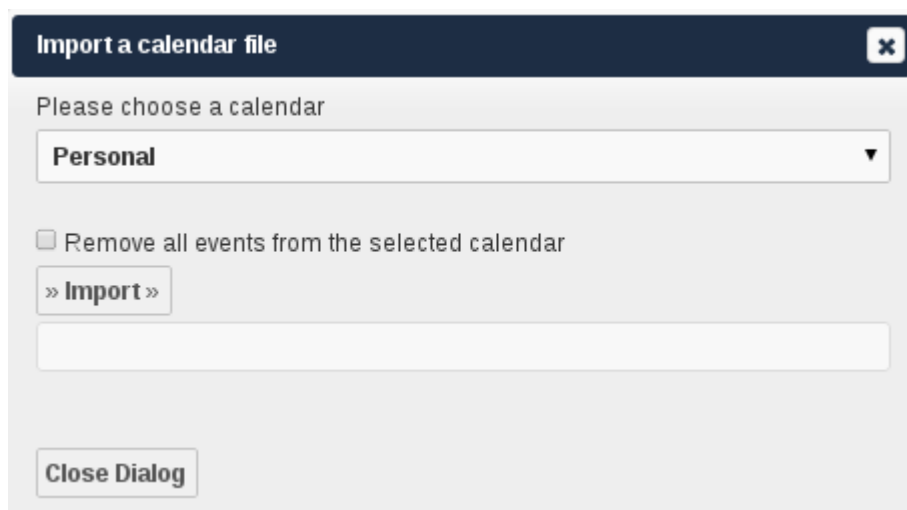 Import a calendar file
Please choose a calendar
Personal
Remove all events from the selected calendar
» Import »
Close Dialog